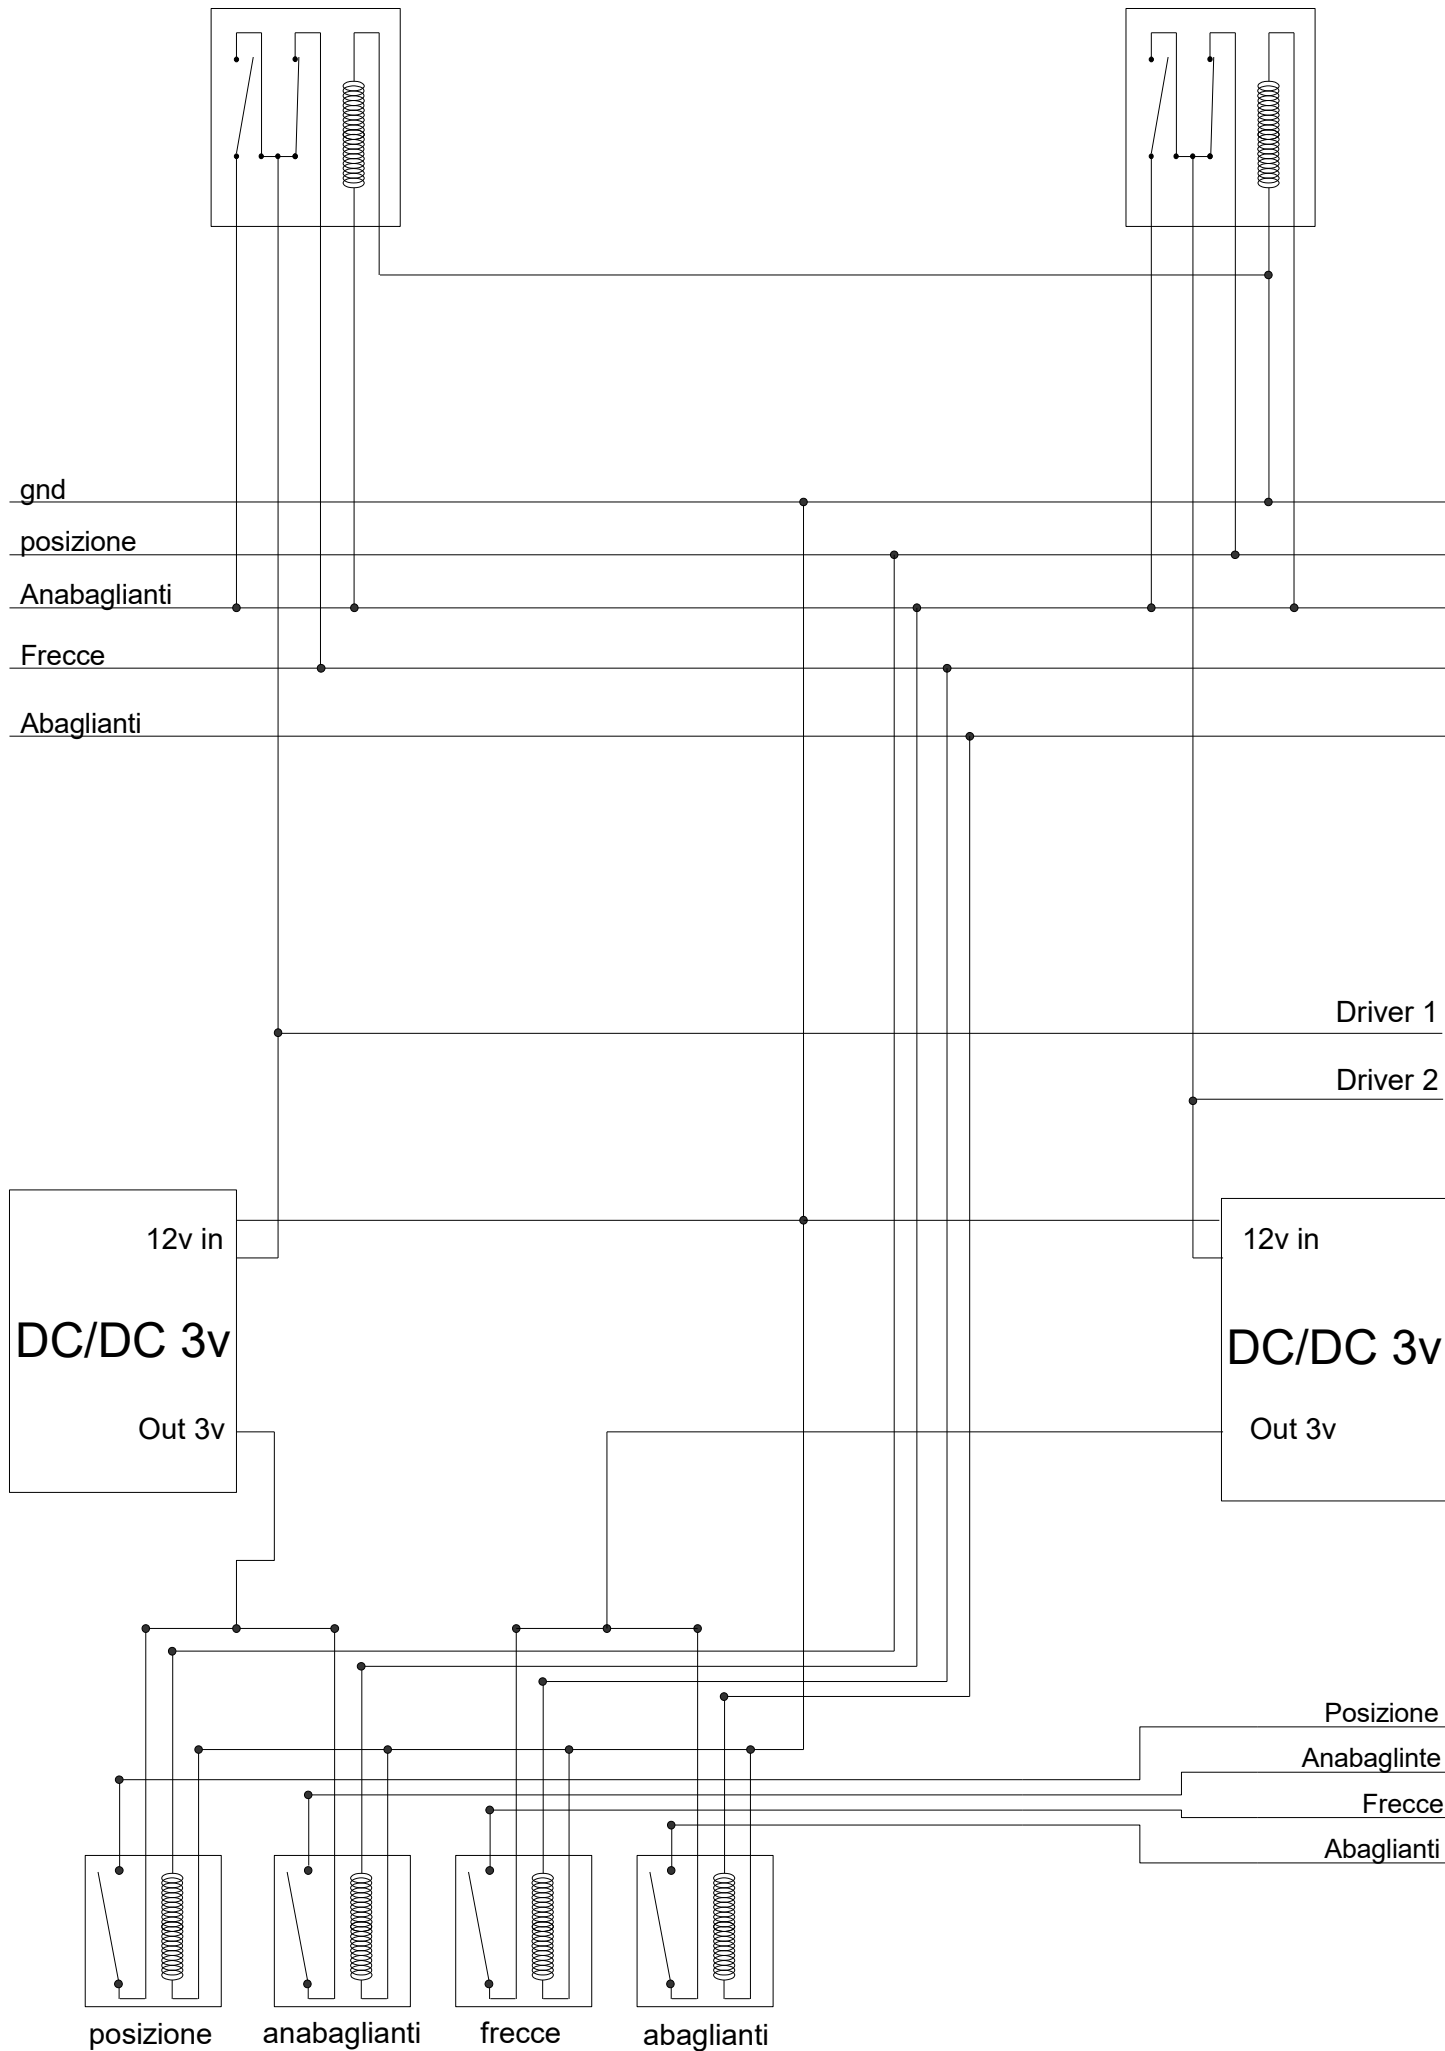 gnd
posizione
Anabaglianti
Frecce
Abaglianti
Driver 1
Driver 2
12v in
12v in
DC/DC 3v
DC/DC 3v
Out 3v
Out 3v
Posizione
Anabaglinte
Frecce
Abaglianti
posizione
anabaglianti
frecce
abaglianti